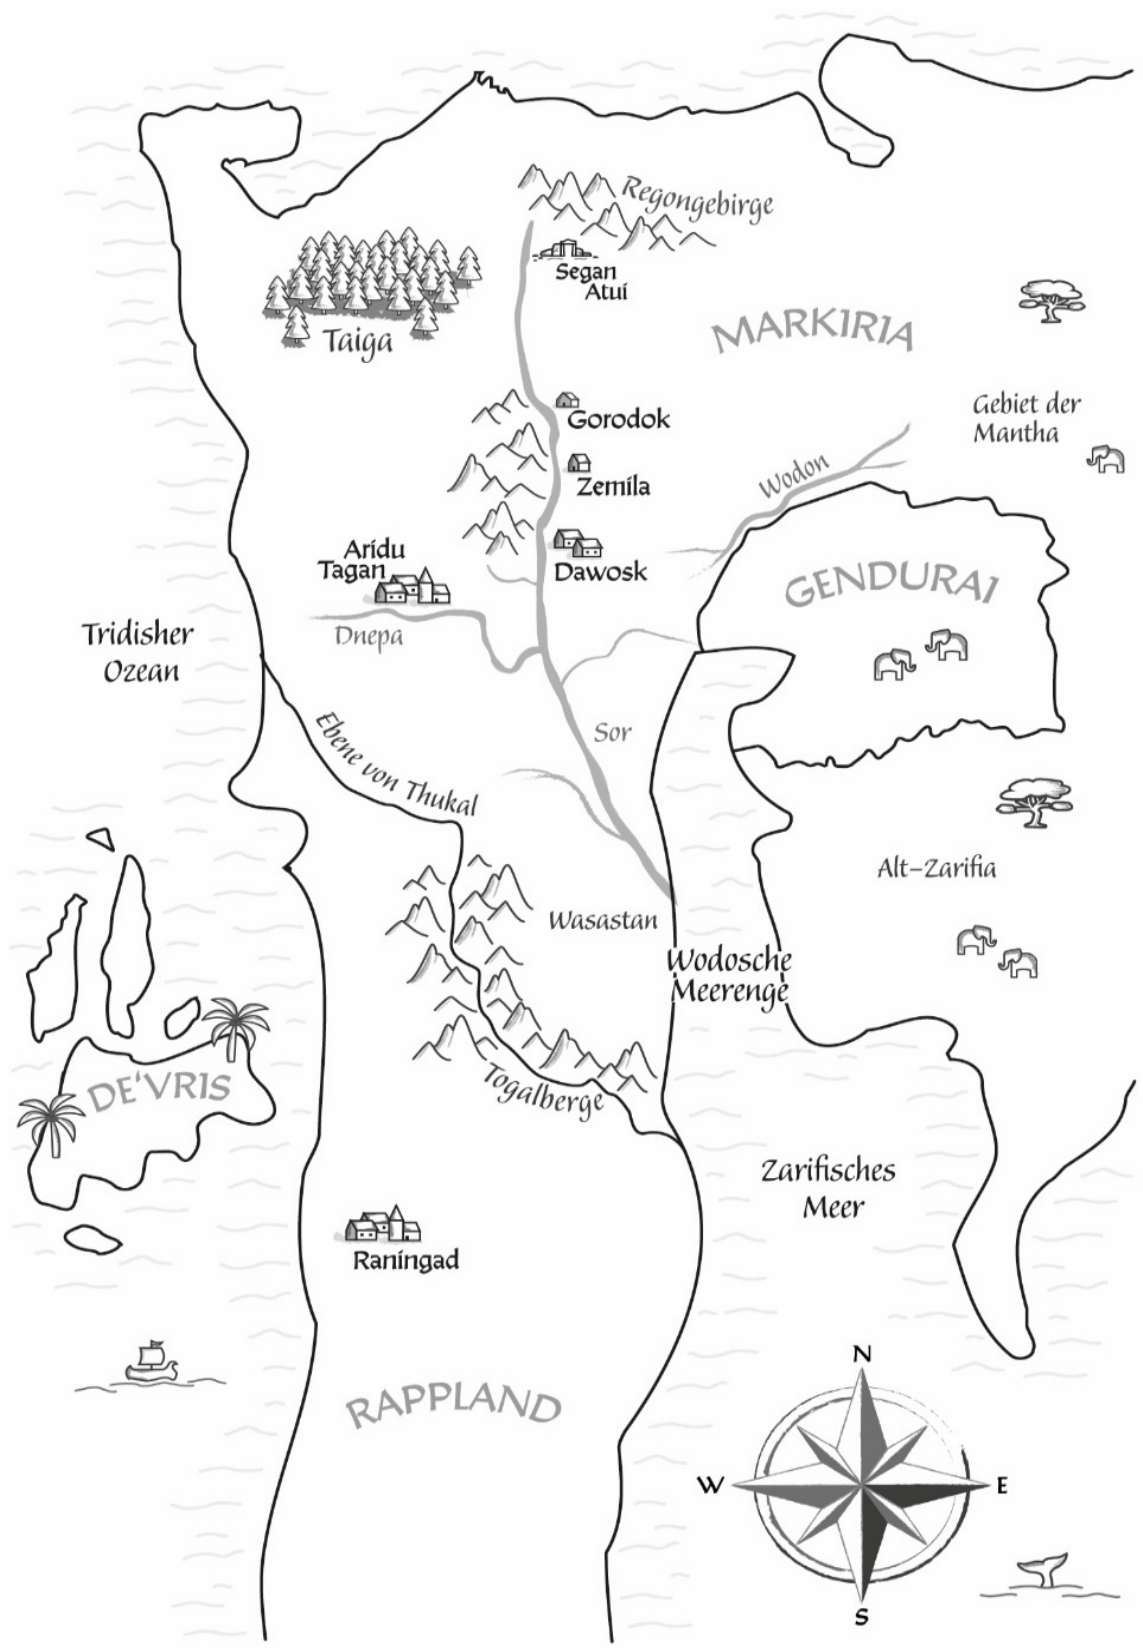 Regongebirge
Segan
Atui
MARKIRIA
Taiga
Gebiet der
Mantha
Gorodok
Wodon
Zemila
Aridu
Tagan
Dawosk
GENDURAI
Dnepa
Tridisher
Ozean
Sor
Ebene von Thukal
Alt-Zarifia
Wasastan
Wodosche
Meerenge
DE'VRIS
Togalberge
Zarifisches
Meer
Raningad
RAPPLAND
N
W
E
S